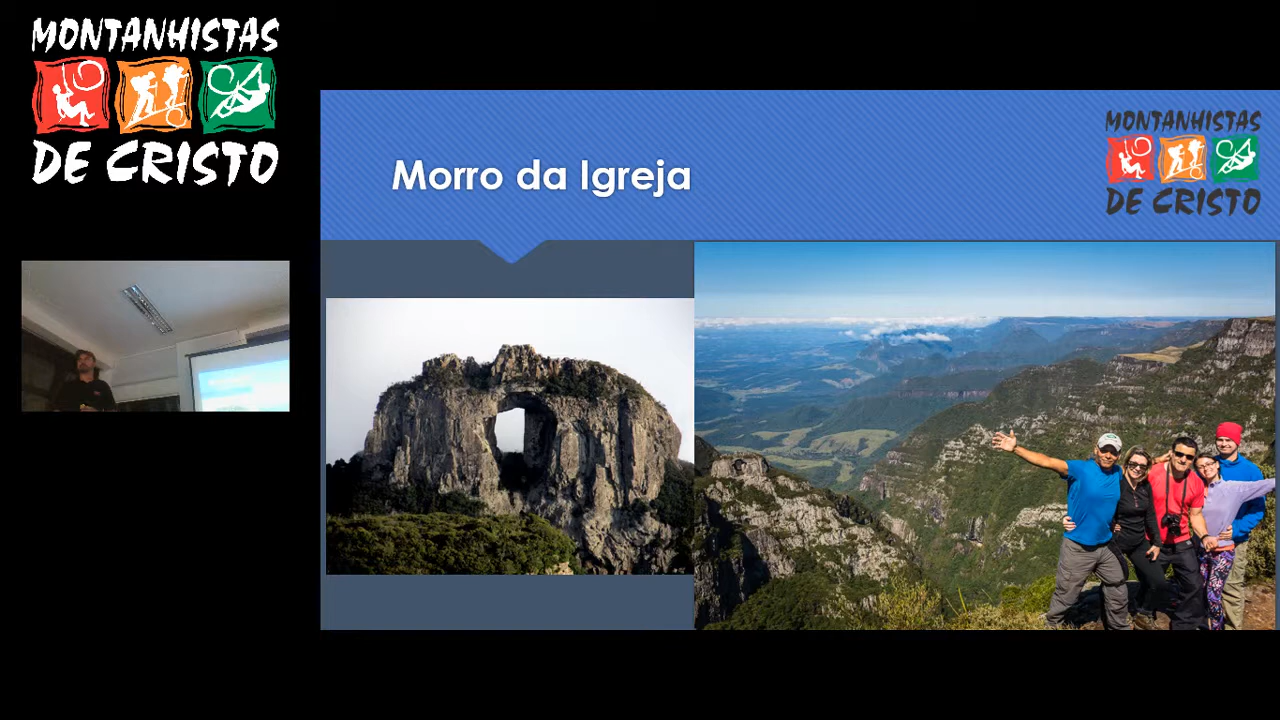 MONTANHISTAS
DE CRISTO
Morro da Igreja
MONTANHISTAS
DE CRISTO